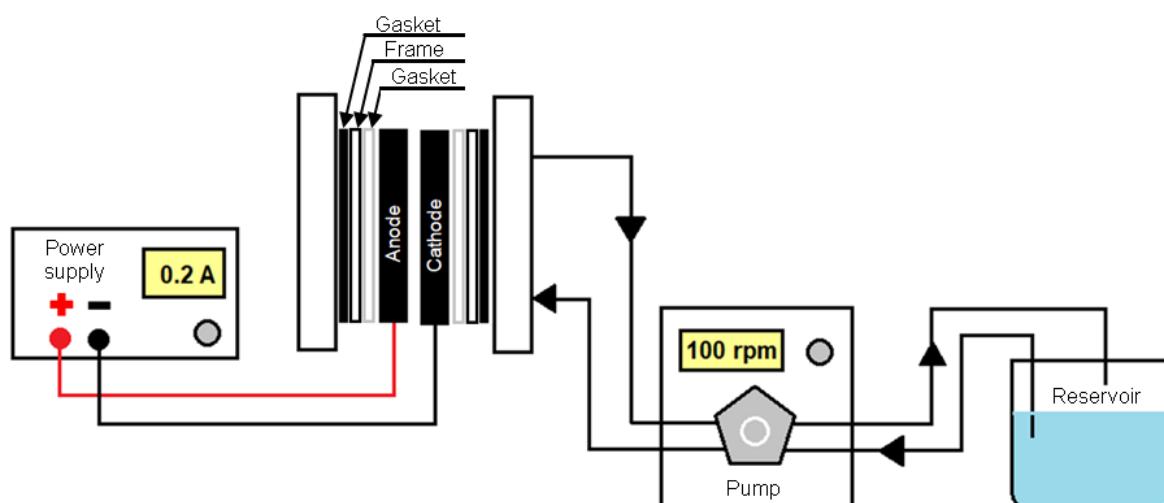 Gasket
Frame
Gasket
Anode
Cathode
Power
supply
0.2 A
+ −
100 rpm
Reservoir
Pump